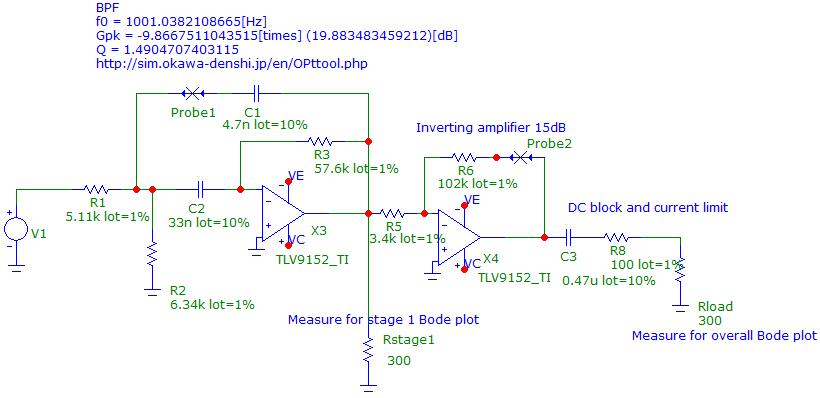 BPF
f0 = 1001.0382108665[Hz]
Gpk = -9.8667511043515[times] (19.883483459212)[dB]
Q = 1.4904707403115
http://sim.okawa-denshi.jp/en/OPttool.php
Probe1
C1
4.7n lot=10%
Inverting amplifier 15dB
Probe2
R3
57.6k lot=1%
R6
102k lot=1%
VE
VE
R1
5.11k lot=1%
C2
33n lot=10%
DC block and current limit
V1
X3
VC
TLV9152_TI
R5
3.4k lot=1%
VC
X4
TLV9152_TI
C3
0.47u lot=10%
R8
100 lot=1%
R2
6.34k lot=1%
Measure for stage 1 Bode plot
Rload
300
Measure for overall Bode plot
Rstage1
300